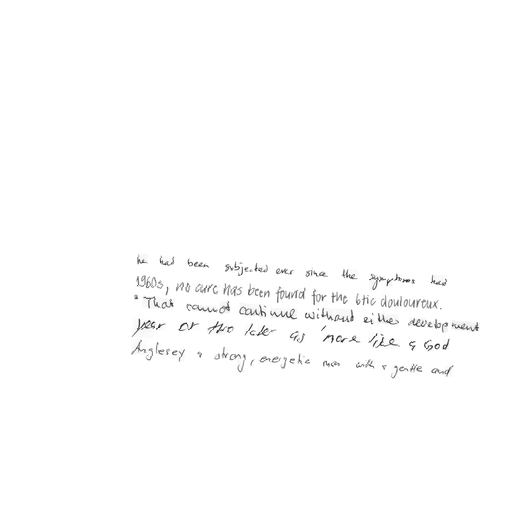 he had been subjected ever since the symptoms had
1960s, no cure has been found for the tic douloureux.
"That cannot continue without either development
year or two later as 'more like a God
Anglesey a strong, energetic man with a gentle and